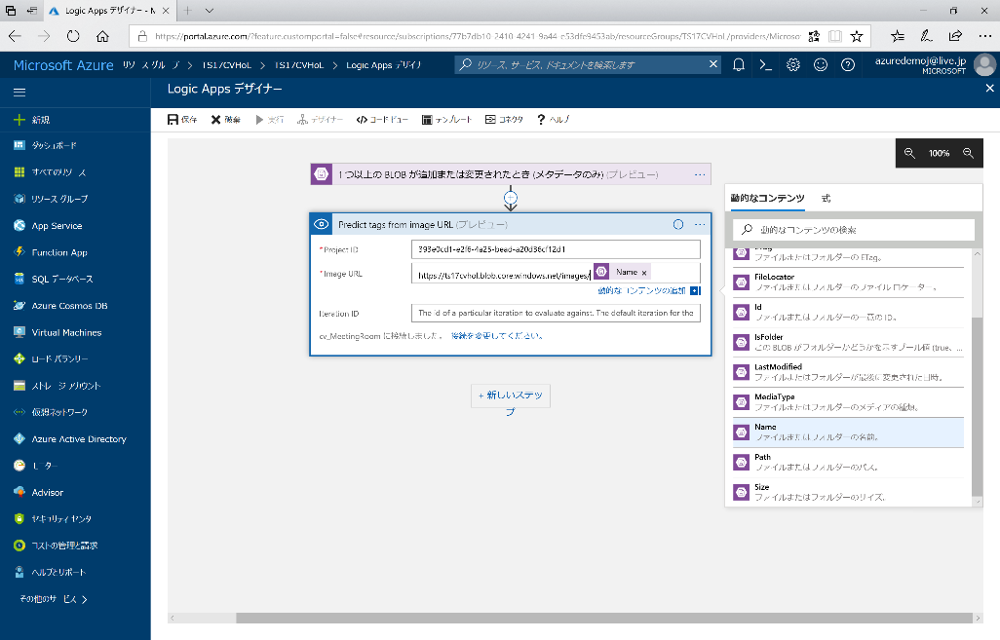 Logic Apps デザイナー - M
https://portal.azure.com/?feature.customportal=false#resource/subscriptions/77b7db10-2410-4241-9a44-e53dfe9453ab/resourceGroups/TS17CVHoL/providers/Microsof
Microsoft Azure リソース グループ > TS17CVHoL > TS17CVHoL > Logic Apps デザイナ
リソース、サービス、ドキュメントを検索します
azuredemoj@live.jp
MICROSOFT
Logic Apps デザイナー
保存 破棄 実行 デザイナー コード ビュー テンプレート コネクタ ヘルプ
新規
ダッシュボード
すべてのリソース
リソース グループ
App Service
Function App
SQL データベース
Azure Cosmos DB
Virtual Machines
ロード バランサー
ストレージ アカウント
仮想ネットワーク
Azure Active Directory
モニター
Advisor
セキュリティ センター
コストの管理と請求
ヘルプとサポート
その他のサービス >
100%
1 つ以上の BLOB が追加または変更されたとき (メタデータのみ) (プレビュー)
Predict tags from image URL (プレビュー)
*Project ID
393e0cd1-e2f6-4a25-bead-a20d36cf12d1
*Image URL
https://ts17cvhol.blob.core.windows.net/images/ Name x
動的なコンテンツの追加
Iteration ID
The id of a particular iteration to evaluate against. The default iteration for the
cv_MeetingRoom に接続しました。 接続を変更してください。
+ 新しいステッ
プ
動的なコンテンツ 式
動的なコンテンツの検索
ETag
ファイルまたはフォルダーの ETag。
FileLocator
ファイルまたはフォルダーのファイル ロケーター。
Id
ファイルまたはフォルダーの一意の ID。
IsFolder
この BLOB がフォルダーかどうかを示すブール値 (true、...
LastModified
ファイルまたはフォルダーが最後に変更された日時。
MediaType
ファイルまたはフォルダーのメディアの種類。
Name
ファイルまたはフォルダーの名前。
Path
ファイルまたはフォルダーのパス。
Size
ファイルまたはフォルダーのサイズ。